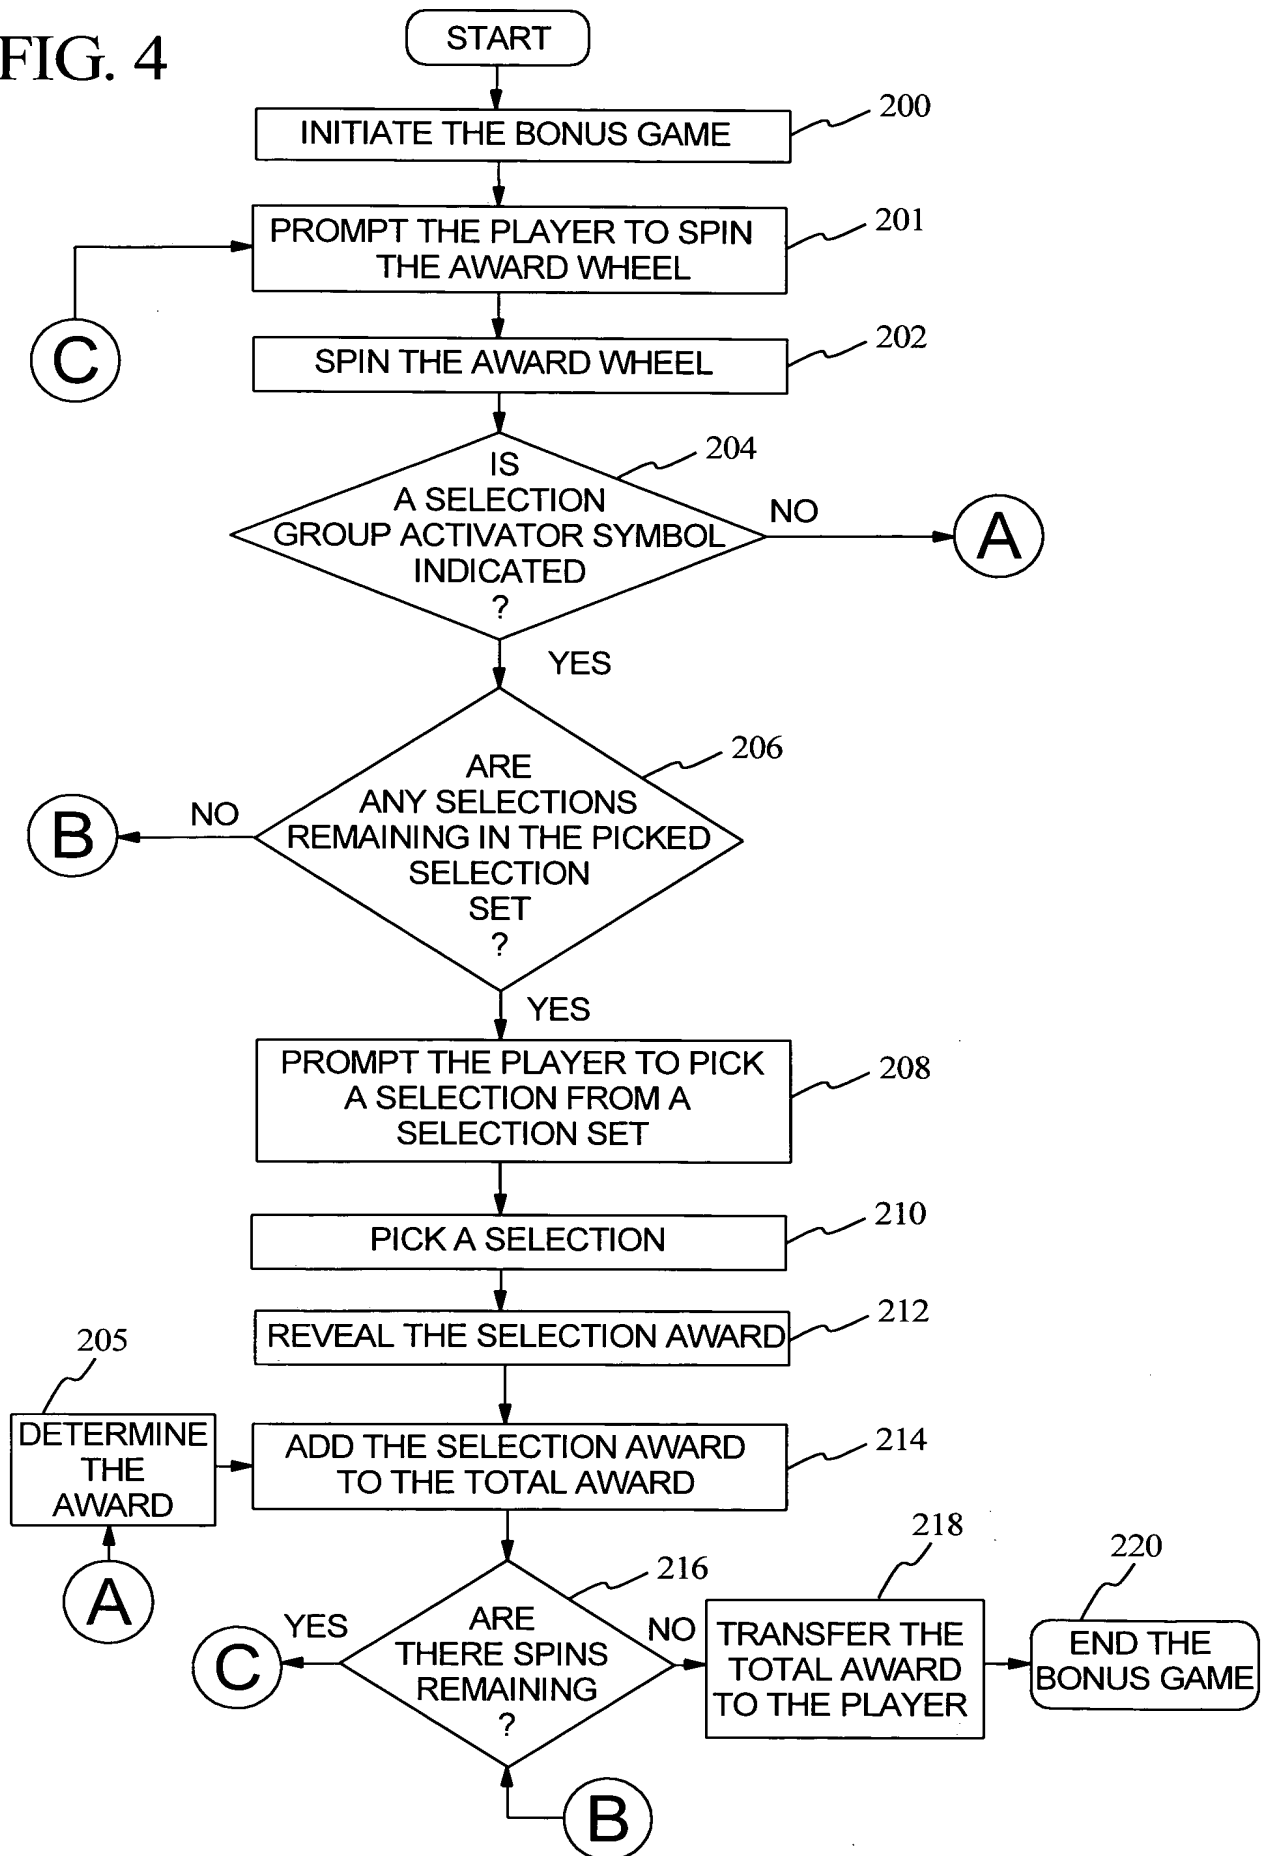 FIG. 4
START
200
INITIATE THE BONUS GAME
201
PROMPT THE PLAYER TO SPIN
THE AWARD WHEEL
C
202
SPIN THE AWARD WHEEL
204
IS
A SELECTION
GROUP ACTIVATOR SYMBOL
INDICATED
?
NO
A
YES
206
ARE
ANY SELECTIONS
REMAINING IN THE PICKED
SELECTION
SET
?
NO
B
YES
208
PROMPT THE PLAYER TO PICK
A SELECTION FROM A
SELECTION SET
210
PICK A SELECTION
212
REVEAL THE SELECTION AWARD
205
DETERMINE
THE
AWARD
A
214
ADD THE SELECTION AWARD
TO THE TOTAL AWARD
216
ARE
THERE SPINS
REMAINING
?
YES
C
NO
218
TRANSFER THE
TOTAL AWARD
TO THE PLAYER
220
END THE
BONUS GAME
B